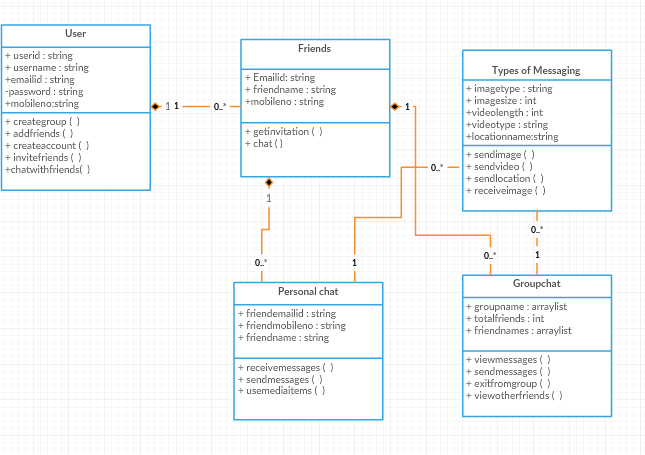 User
+ userid : string
+ username : string
+emailid : string
-password : string
+mobileno:string
+ creategroup ( )
+ addfriends ( )
+ createaccount ( )
+ invitefriends ( )
+chatwithfriends( )
1 1
0..*
Friends
+ Emailid: string
+ friendname : string
+mobileno : string
+ getinvitation ( )
+ chat ( )
1
1
Types of Messaging
+ imagetype : string
+ imagesize : int
+videolength : int
+videotype : string
+locationname:string
+ sendimage ( )
+ sendvideo ( )
+ sendlocation ( )
+ receiveimage ( )
0..*
0..*
1
0..*
1
0..*
Personal chat
+ friendemailid : string
+ friendmobileno : string
+ friendname : string
+ receivemessages ( )
+ sendmessages ( )
+ usemediaitems ( )
Groupchat
+ groupname : arraylist
+ totalfriends : int
+ friendnames : arraylist
+ viewmessages ( )
+ sendmessages ( )
+ exitfromgroup ( )
+ viewotherfriends ( )